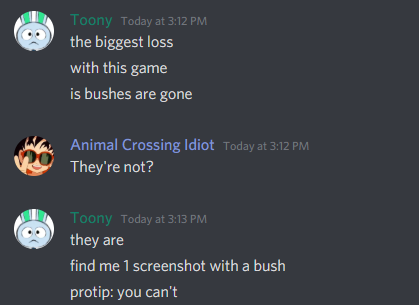 Toony Today at 3:12 PM
the biggest loss
with this game
is bushes are gone
Animal Crossing Idiot Today at 3:12 PM
They're not?
Toony Today at 3:13 PM
they are
find me 1 screenshot with a bush
protip: you can't